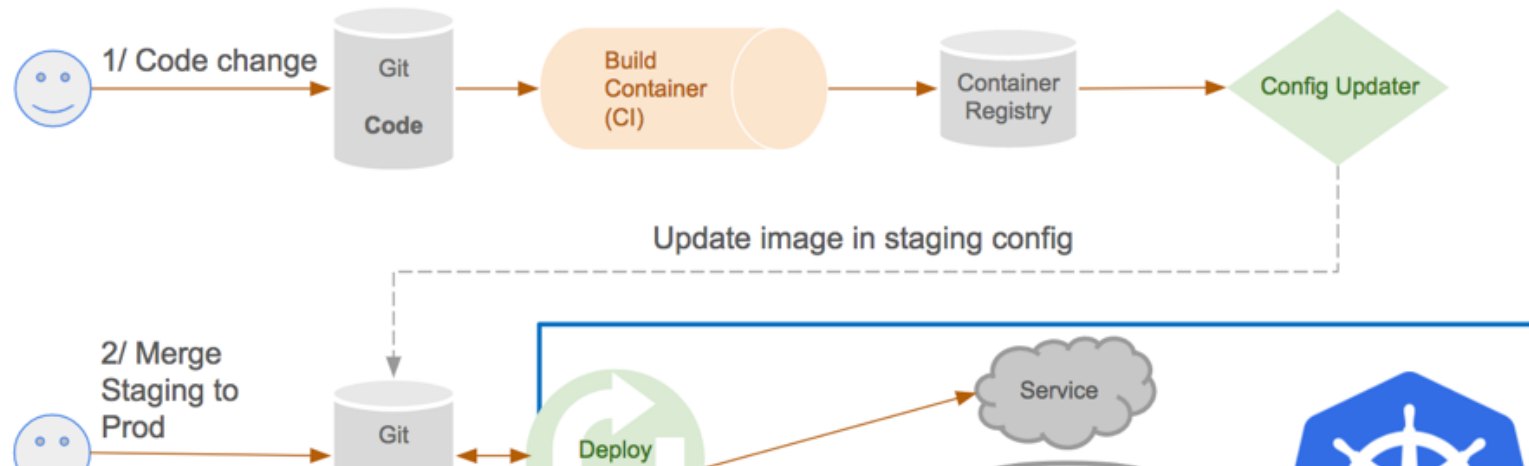 1/ Code change
Git
Code
Build
Container
(CI)
Container
Registry
Config Updater
Update image in staging config
2/ Merge
Staging to
Prod
Git
Deploy
Service